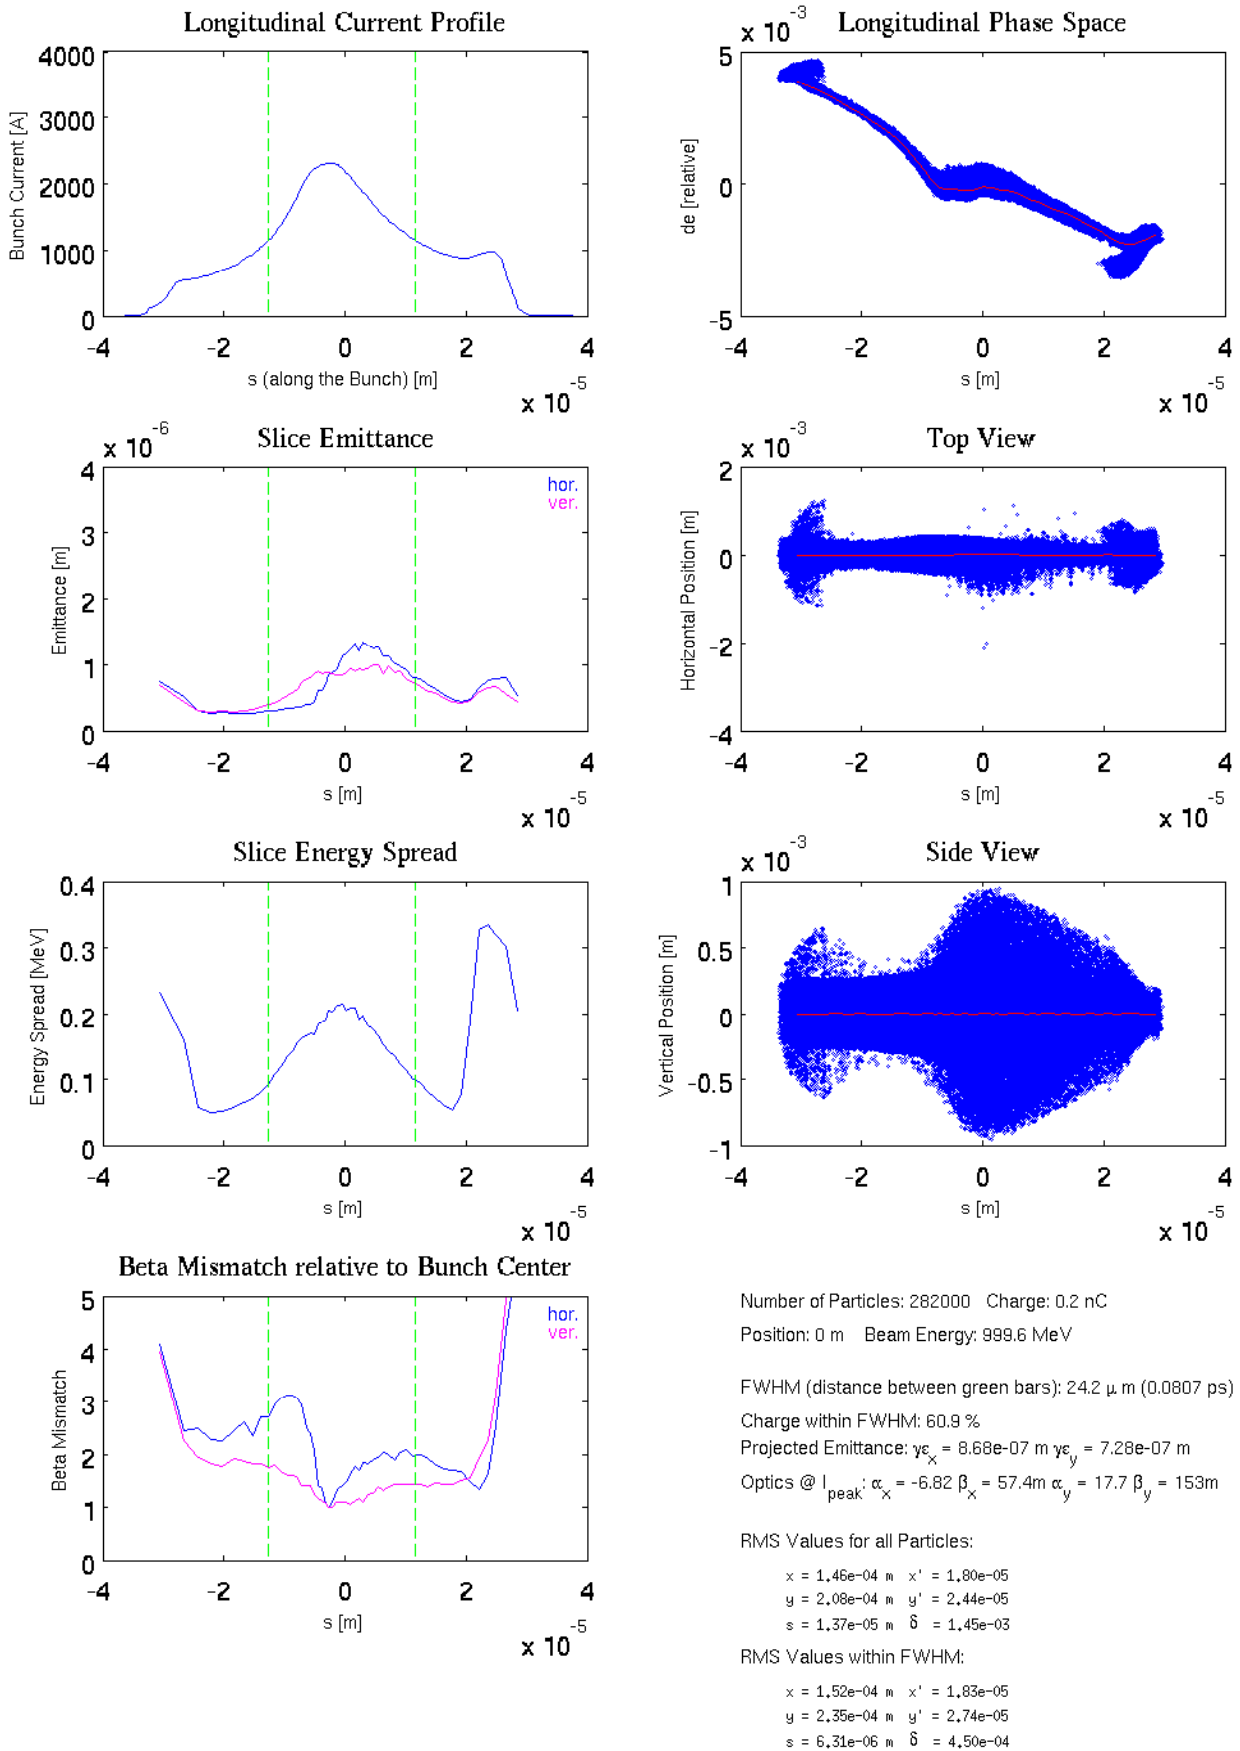 Longitudinal Current Profile
4000
3000
2000
1000
0
Bunch Current [A]
−4 −2 0 2 4
s (along the Bunch) [m]
x 10^-5
Longitudinal Phase Space
x 10^-3
5
0
−5
de [relative]
−4 −2 0 2 4
s [m]
x 10^-5
Slice Emittance
x 10^-6
4
3
2
1
0
Emittance [m]
hor.
ver.
−4 −2 0 2 4
s [m]
x 10^-5
Top View
x 10^-3
2
0
−2
−4
Horizontal Position [m]
−4 −2 0 2 4
s [m]
x 10^-5
Slice Energy Spread
0.4
0.3
0.2
0.1
0
Energy Spread [MeV]
−4 −2 0 2 4
s [m]
x 10^-5
Side View
x 10^-3
1
0.5
0
−0.5
−1
Vertical Position [m]
−4 −2 0 2 4
s [m]
x 10^-5
Beta Mismatch relative to Bunch Center
5
4
3
2
1
0
Beta Mismatch
hor.
ver.
−4 −2 0 2 4
s [m]
x 10^-5
Number of Particles: 282000 Charge: 0.2 nC
Position: 0 m Beam Energy: 999.6 MeV
FWHM (distance between green bars): 24.2 μ m (0.0807 ps)
Charge within FWHM: 60.9 %
Projected Emittance: γε_x = 8.68e-07 m γε_y = 7.28e-07 m
Optics @ I_peak: α_x = -6.82 β_x = 57.4m α_y = 17.7 β_y = 153m
RMS Values for all Particles:
x = 1.46e-04 m x' = 1.80e-05
y = 2.08e-04 m y' = 2.44e-05
s = 1.37e-05 m δ = 1.45e-03
RMS Values within FWHM:
x = 1.52e-04 m x' = 1.83e-05
y = 2.35e-04 m y' = 2.74e-05
s = 6.31e-06 m δ = 4.50e-04